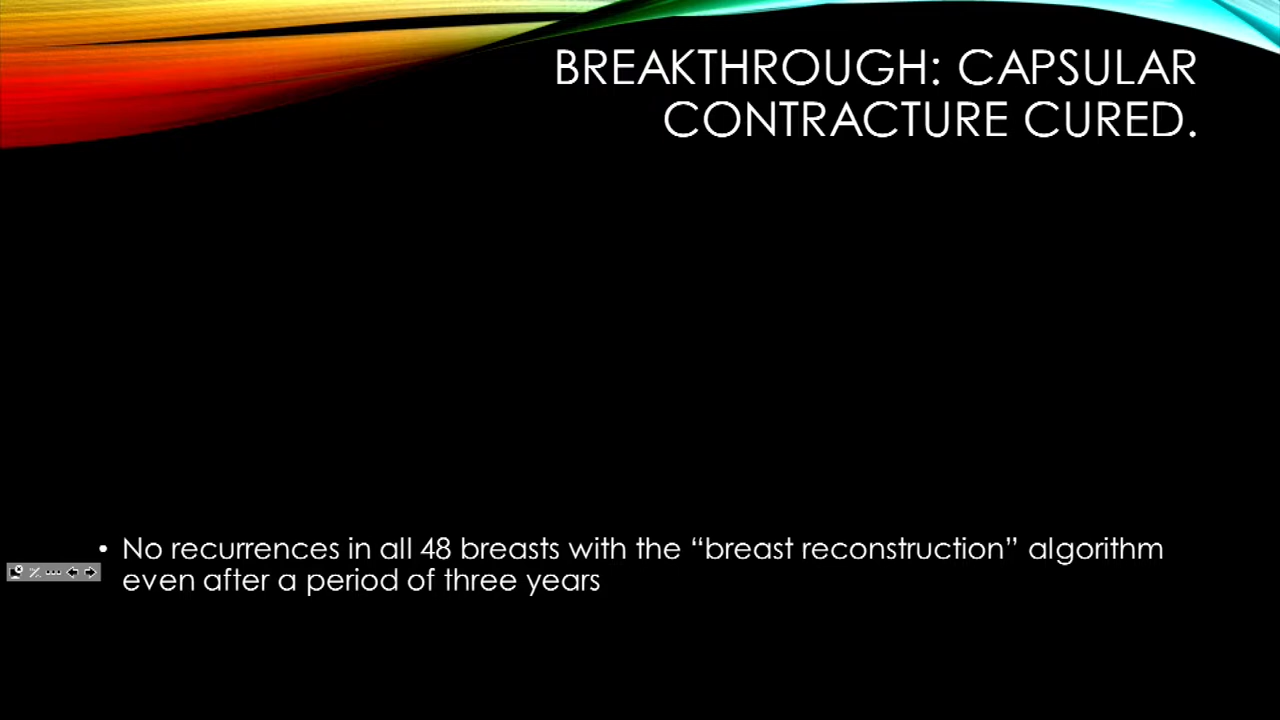 BREAKTHROUGH: CAPSULAR
CONTRACTURE CURED.
• No recurrences in all 48 breasts with the “breast reconstruction” algorithm
even after a period of three years